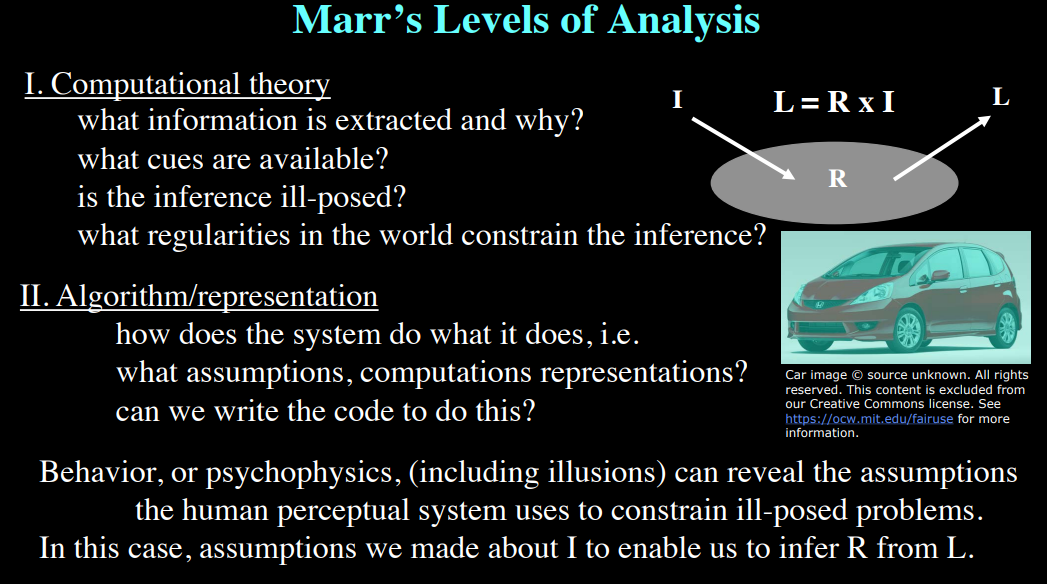 Marr's Levels of Analysis
I. Computational theory
what information is extracted and why?
what cues are available?
is the inference ill-posed?
what regularities in the world constrain the inference?
I
L = R x I
L
R
II. Algorithm/representation
how does the system do what it does, i.e.
what assumptions, computations representations?
can we write the code to do this?
Car image © source unknown. All rights
reserved. This content is excluded from
our Creative Commons license. See
https://ocw.mit.edu/fairuse for more
information.
Behavior, or psychophysics, (including illusions) can reveal the assumptions
the human perceptual system uses to constrain ill-posed problems.
In this case, assumptions we made about I to enable us to infer R from L.